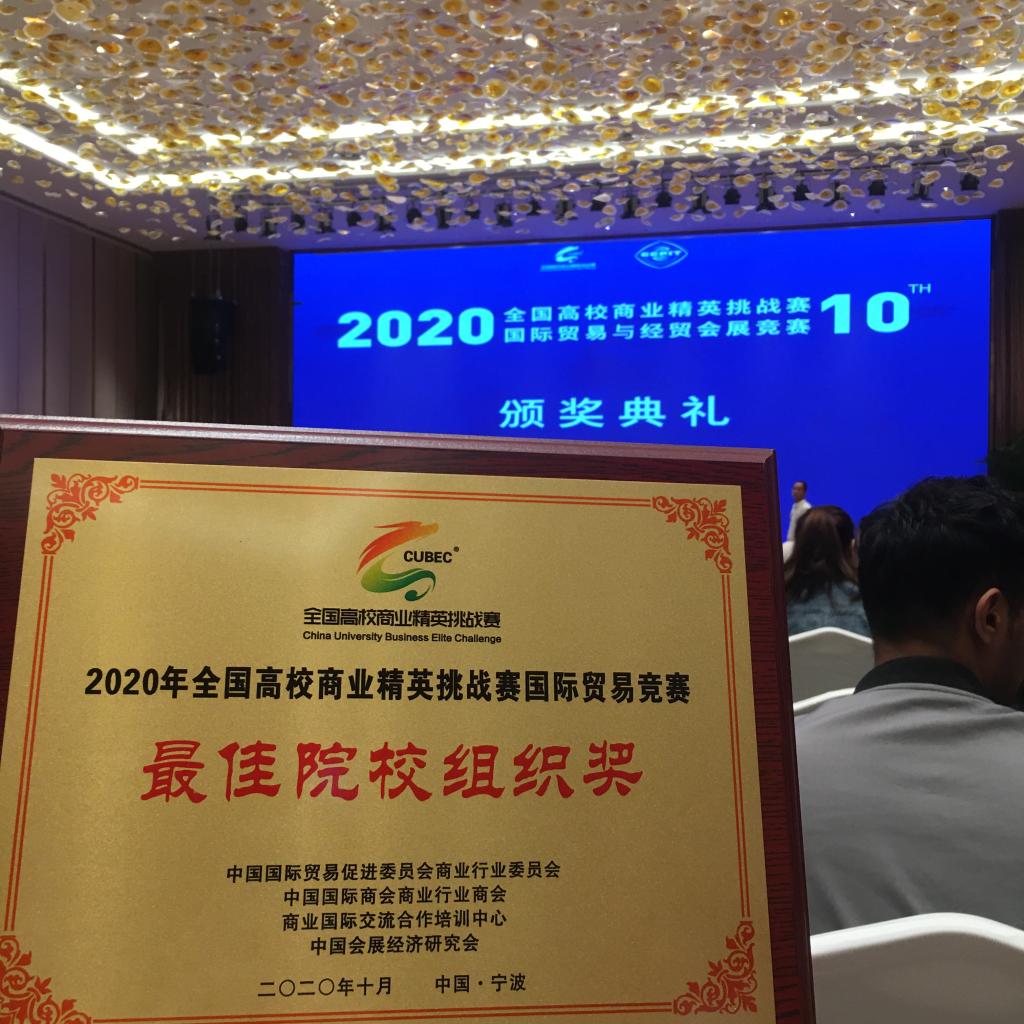 CCPIT
2020 全国高校商业精英挑战赛 10TH
国际贸易与经贸会展竞赛
颁奖典礼
CUBEC®
全国高校商业精英挑战赛
China University Business Elite Challenge
2020年全国高校商业精英挑战赛国际贸易竞赛
最佳院校组织奖
中国国际贸易促进委员会商业行业委员会
中国国际商会商业行业商会
商业国际交流合作培训中心
中国会展经济研究会
二〇二〇年十月 中国·宁波